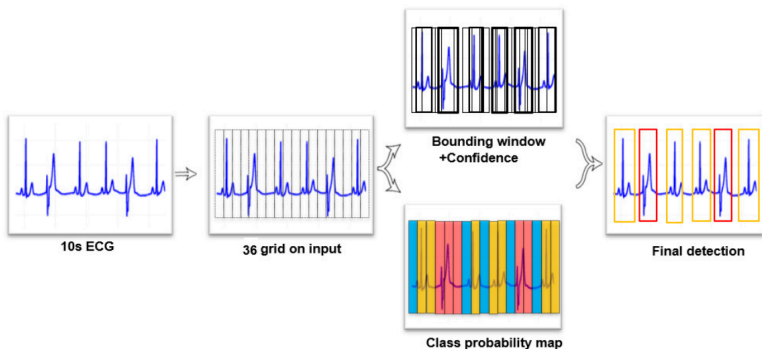 10s ECG
36 grid on input
Bounding window
+Confidence
Class probability map
Final detection